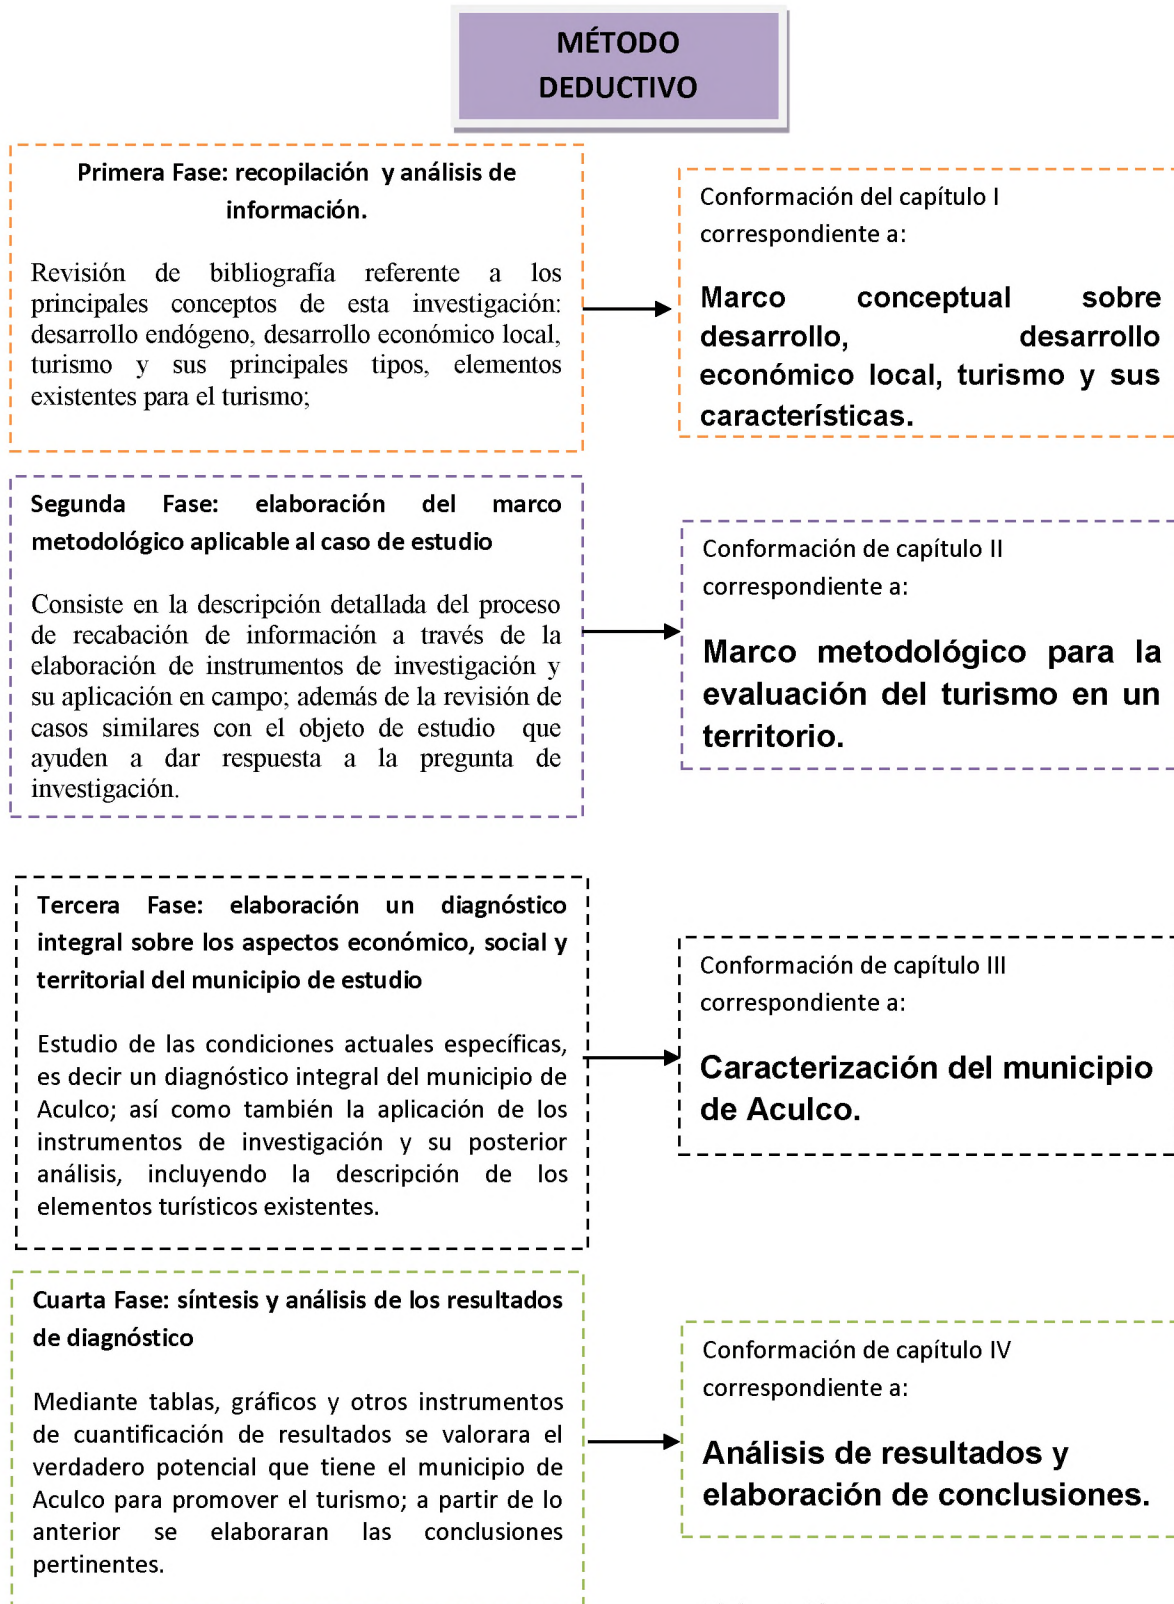 MÉTODO
DEDUCTIVO
Primera Fase: recopilación y análisis de
información.
Revisión de bibliografía referente a los
principales conceptos de esta investigación:
desarrollo endógeno, desarrollo económico local,
turismo y sus principales tipos, elementos
existentes para el turismo;
Conformación del capítulo I
correspondiente a:
Marco conceptual sobre
desarrollo, desarrollo
económico local, turismo y sus
características.
Segunda Fase: elaboración del marco
metodológico aplicable al caso de estudio
Consiste en la descripción detallada del proceso
de recabación de información a través de la
elaboración de instrumentos de investigación y
su aplicación en campo; además de la revisión de
casos similares con el objeto de estudio que
ayuden a dar respuesta a la pregunta de
investigación.
Conformación de capítulo II
correspondiente a:
Marco metodológico para la
evaluación del turismo en un
territorio.
Tercera Fase: elaboración un diagnóstico
integral sobre los aspectos económico, social y
territorial del municipio de estudio
Estudio de las condiciones actuales específicas,
es decir un diagnóstico integral del municipio de
Aculco; así como también la aplicación de los
instrumentos de investigación y su posterior
análisis, incluyendo la descripción de los
elementos turísticos existentes.
Conformación de capítulo III
correspondiente a:
Caracterización del municipio
de Aculco.
Cuarta Fase: síntesis y análisis de los resultados
de diagnóstico
Mediante tablas, gráficos y otros instrumentos
de cuantificación de resultados se valorara el
verdadero potencial que tiene el municipio de
Aculco para promover el turismo; a partir de lo
anterior se elaboraran las conclusiones
pertinentes.
Conformación de capítulo IV
correspondiente a:
Análisis de resultados y
elaboración de conclusiones.